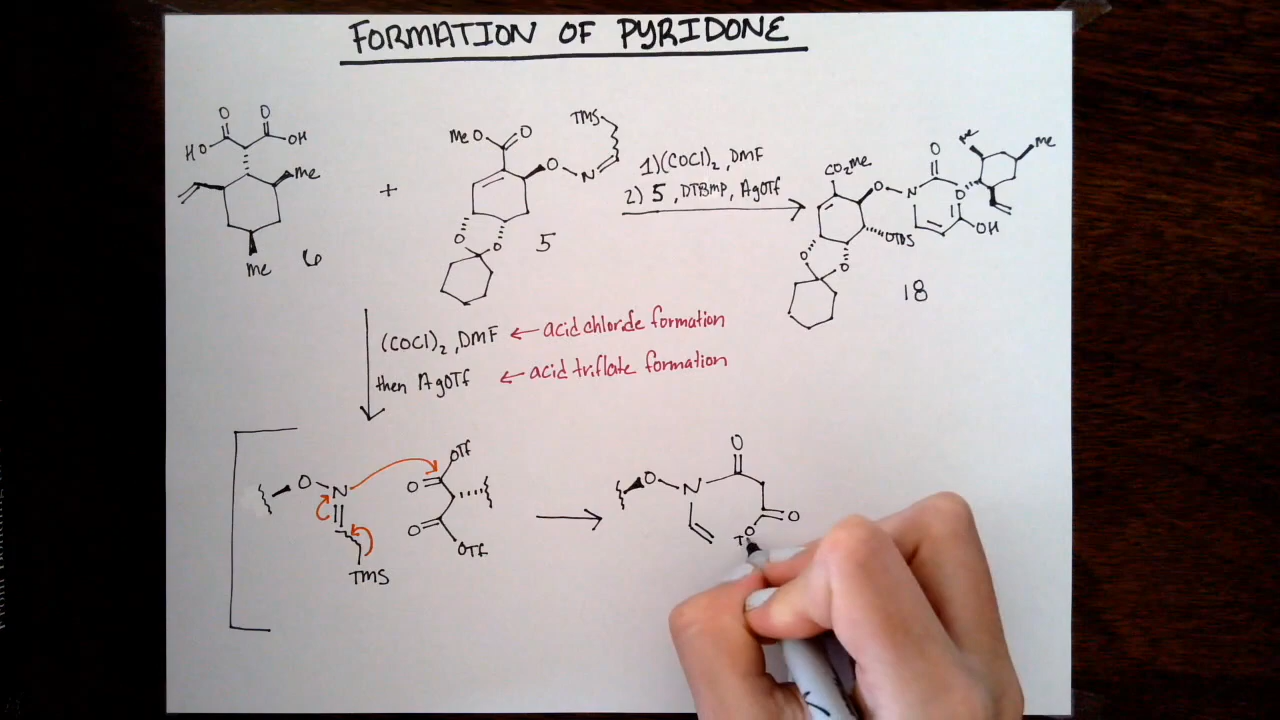 FORMATION OF PYRIDONE
O O
HO OH
Me
Me
6
+
MeO O
TMS
O N
O O
5
1) (COCl)2, DMF
2) 5, DTBMP, AgOTf
CO2Me
O N O
Me Me
O
OH
OTDS
O O
18
(COCl)2, DMF ← acid chloride formation
then AgOTf ← acid triflate formation
O N
TMS
OTf
O
O
OTf
O N
O
O
TO